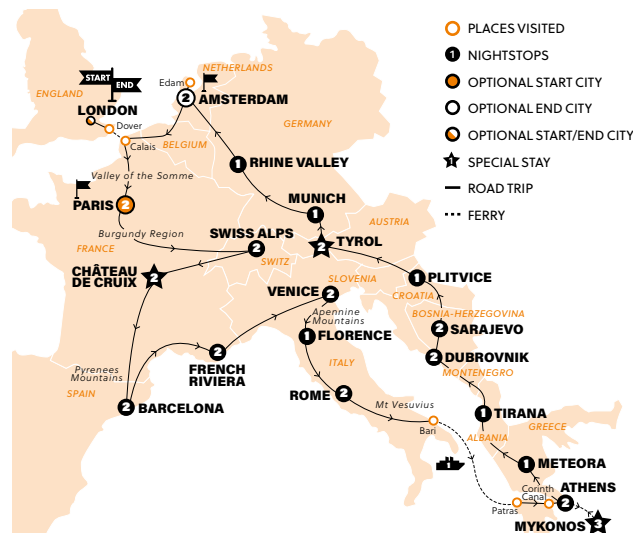 PLACES VISITED
1 NIGHTSTOPS
OPTIONAL START CITY
OPTIONAL END CITY
OPTIONAL START/END CITY
1 SPECIAL STAY
ROAD TRIP
FERRY
START
END
NETHERLANDS
Edam
2 AMSTERDAM
ENGLAND
LONDON
Dover
Calais
GERMANY
BELGIUM
1 RHINE VALLEY
Valley of the Somme
PARIS 2
MUNICH
1
AUSTRIA
Burgundy Region
SWISS ALPS
2
2 TYROL
FRANCE
SWITZ
CHÂTEAU
DE CRUIX
2
SLOVENIA
1 PLITVICE
VENICE 2
CROATIA
Apennine
Mountains
BOSNIA-HERZEGOVINA
1 FLORENCE
2 SARAJEVO
2
FRENCH
RIVIERA
ITALY
2 DUBROVNIK
MONTENEGRO
Pyrenees
Mountains
SPAIN
2 BARCELONA
ROME 2
Mt Vesuvius
1 TIRANA
Bari
ALBANIA
GREECE
1
1 METEORA
Corinth
Canal
2 ATHENS
Patras
MYKONOS 3